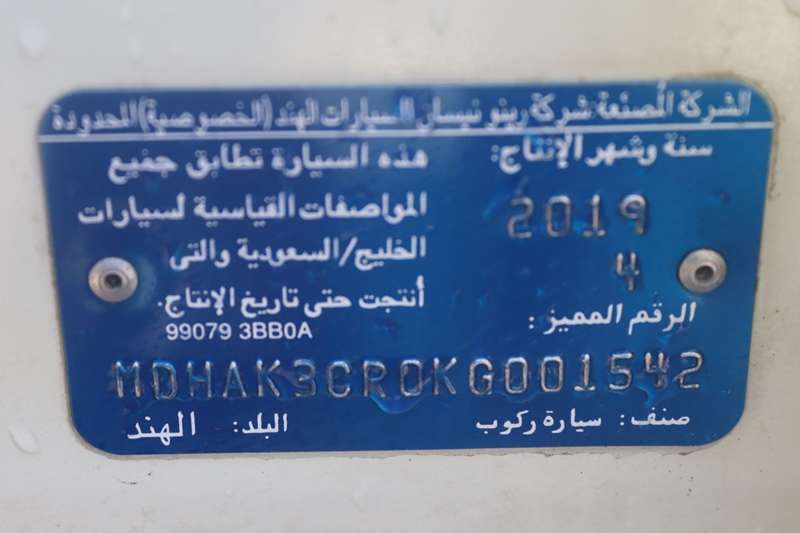 الشركة المصنعة شركة رينو نيسان السيارات الهند (الخصوصية) المحدودة
سنة وشهر الإنتاج:
2019
4
هذه السيارة تطابق جميع
المواصفات القياسية لسيارات
الخليج/السعودية والتى
أنتجت حتى تاريخ الإنتاج.
99079 3BB0A
الرقم المميز:
MDHAK3CR0KG001542
صنف: سيارة ركوب
البلد: الهند